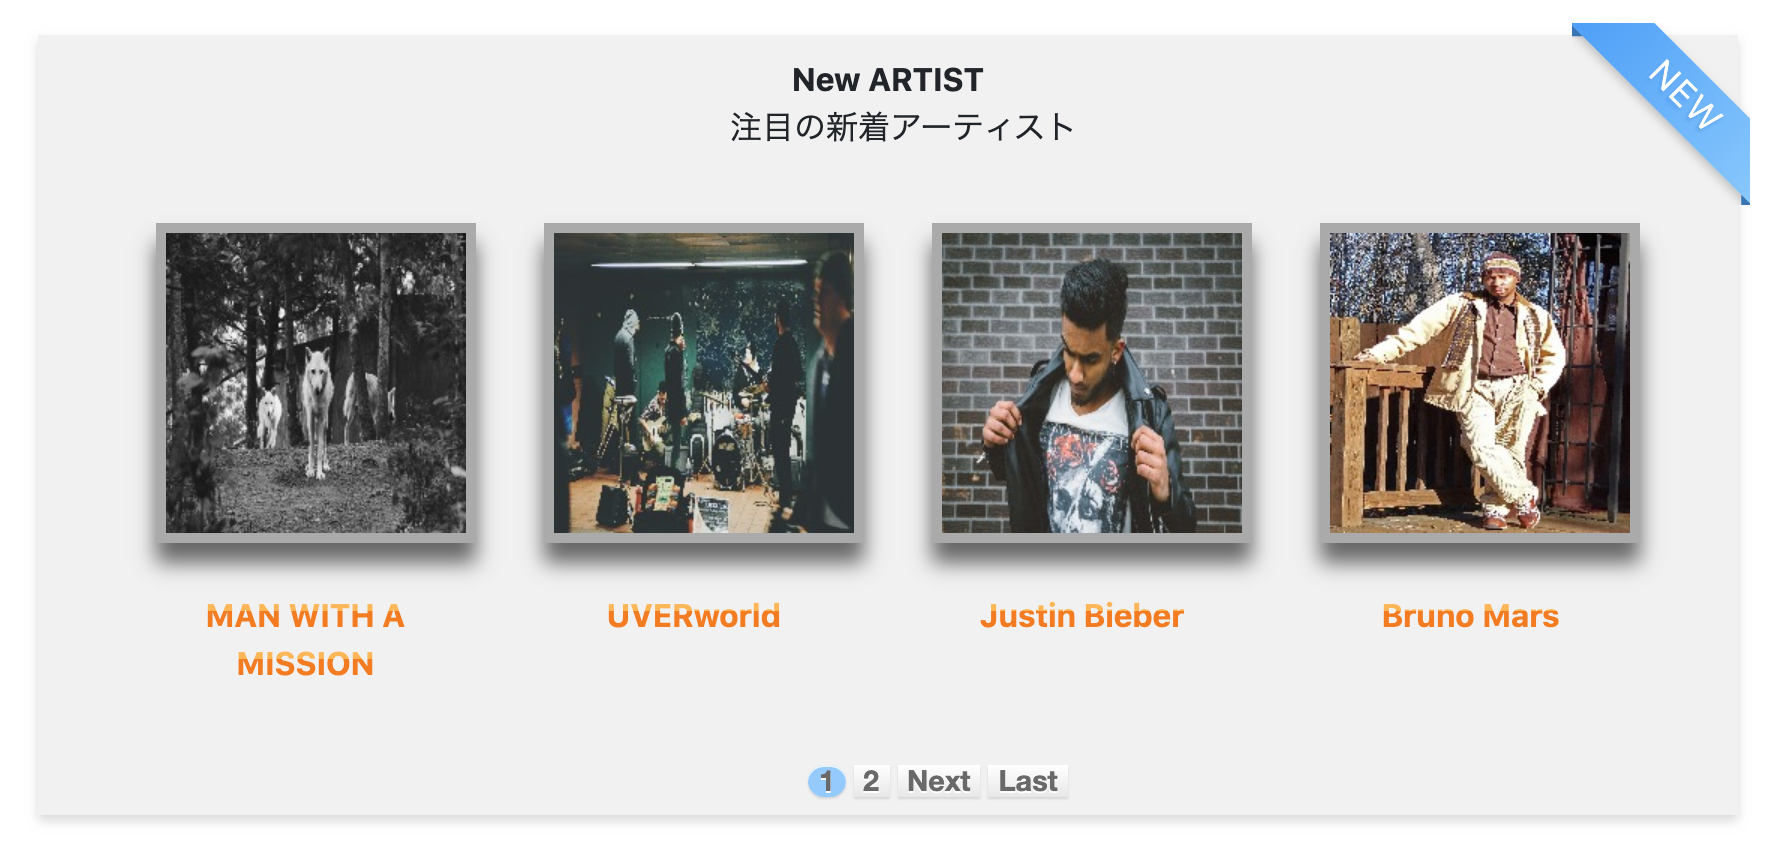 New ARTIST
注目の新着アーティスト
NEW
MAN WITH A
MISSION
UVERworld
Justin Bieber
Bruno Mars
1 2 Next Last